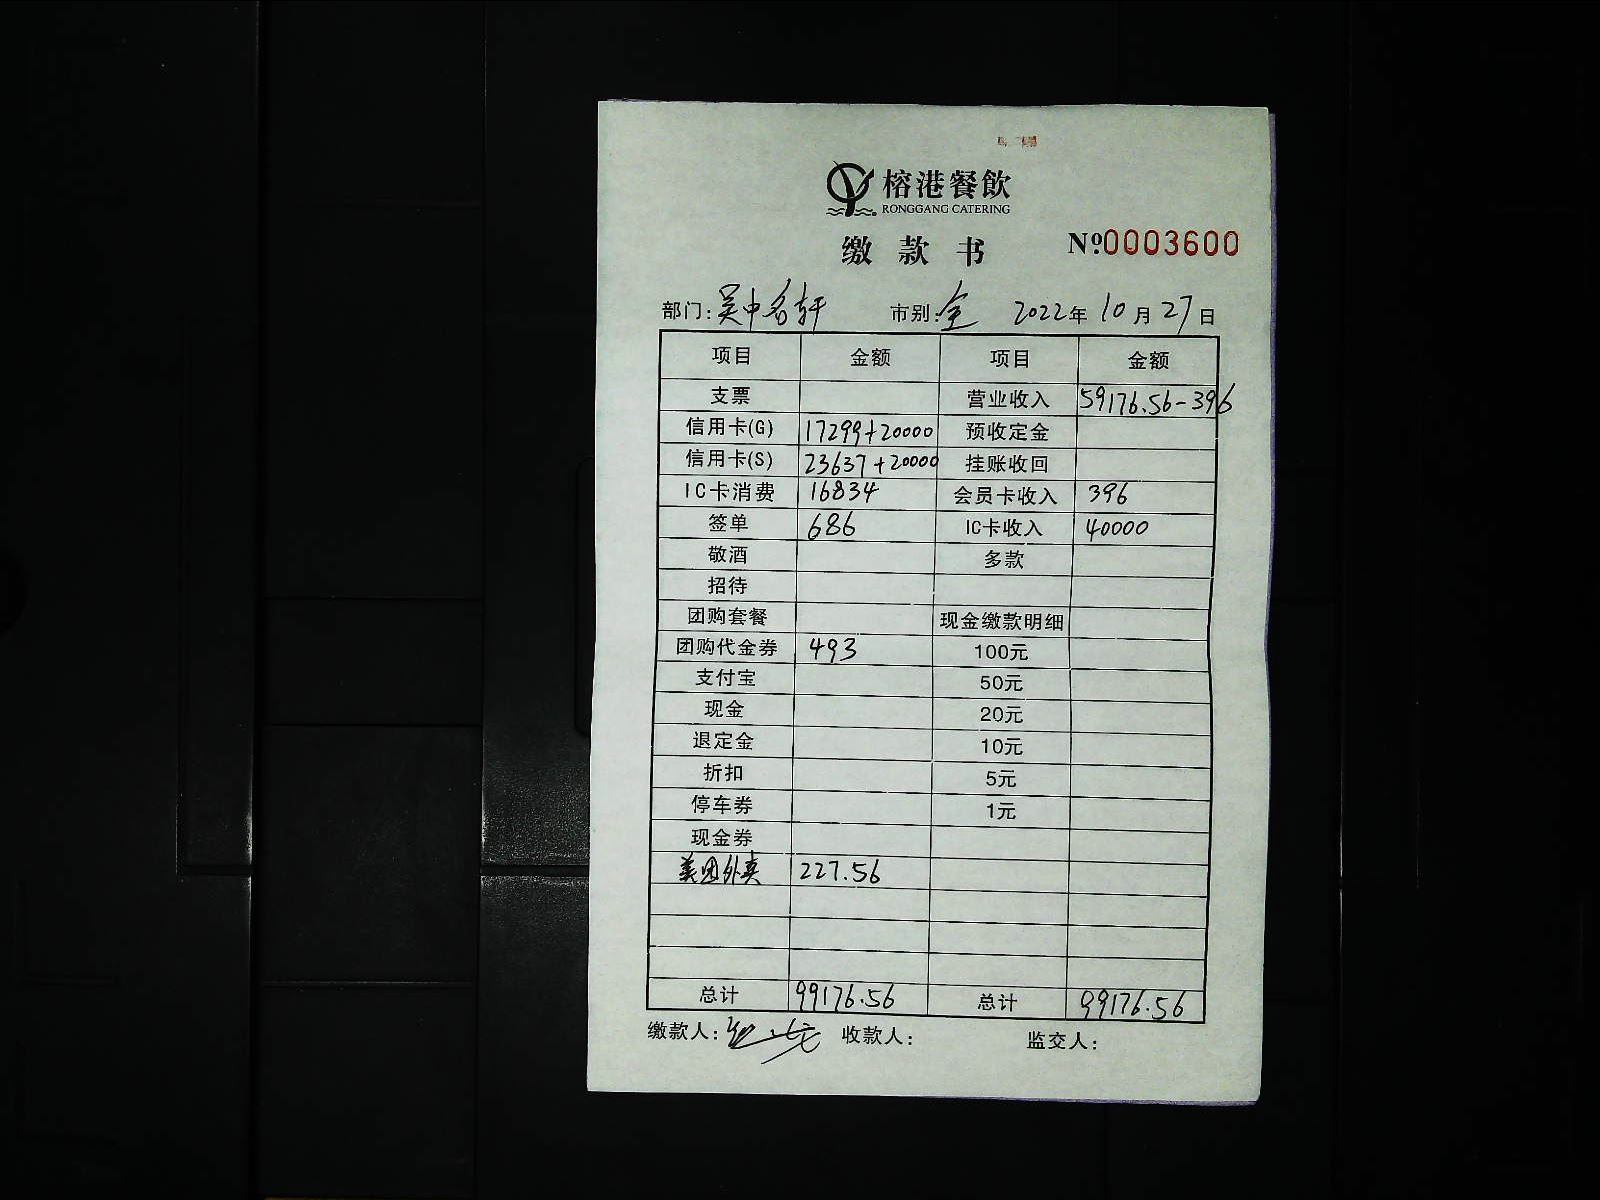 榕港餐飲
RONGGANG CATERING
缴款书 Nº.0003600
部门: 吴中名轩 市别: 全 2022年10月27日
项目 金额 项目 金额
支票 营业收入 59176.56-396
信用卡(G) 17299+20000 预收定金
信用卡(S) 23637+20000 挂账收回
IC卡消费 16834 会员卡收入 396
签单 686 IC卡收入 40000
敬酒 多款
招待
团购套餐 现金缴款明细
团购代金券 493 100元
支付宝 50元
现金 20元
退定金 10元
折扣 5元
停车券 1元
现金券
美团外卖 227.56
总计 99176.56 总计 99176.56
缴款人: 收款人: 监交人: